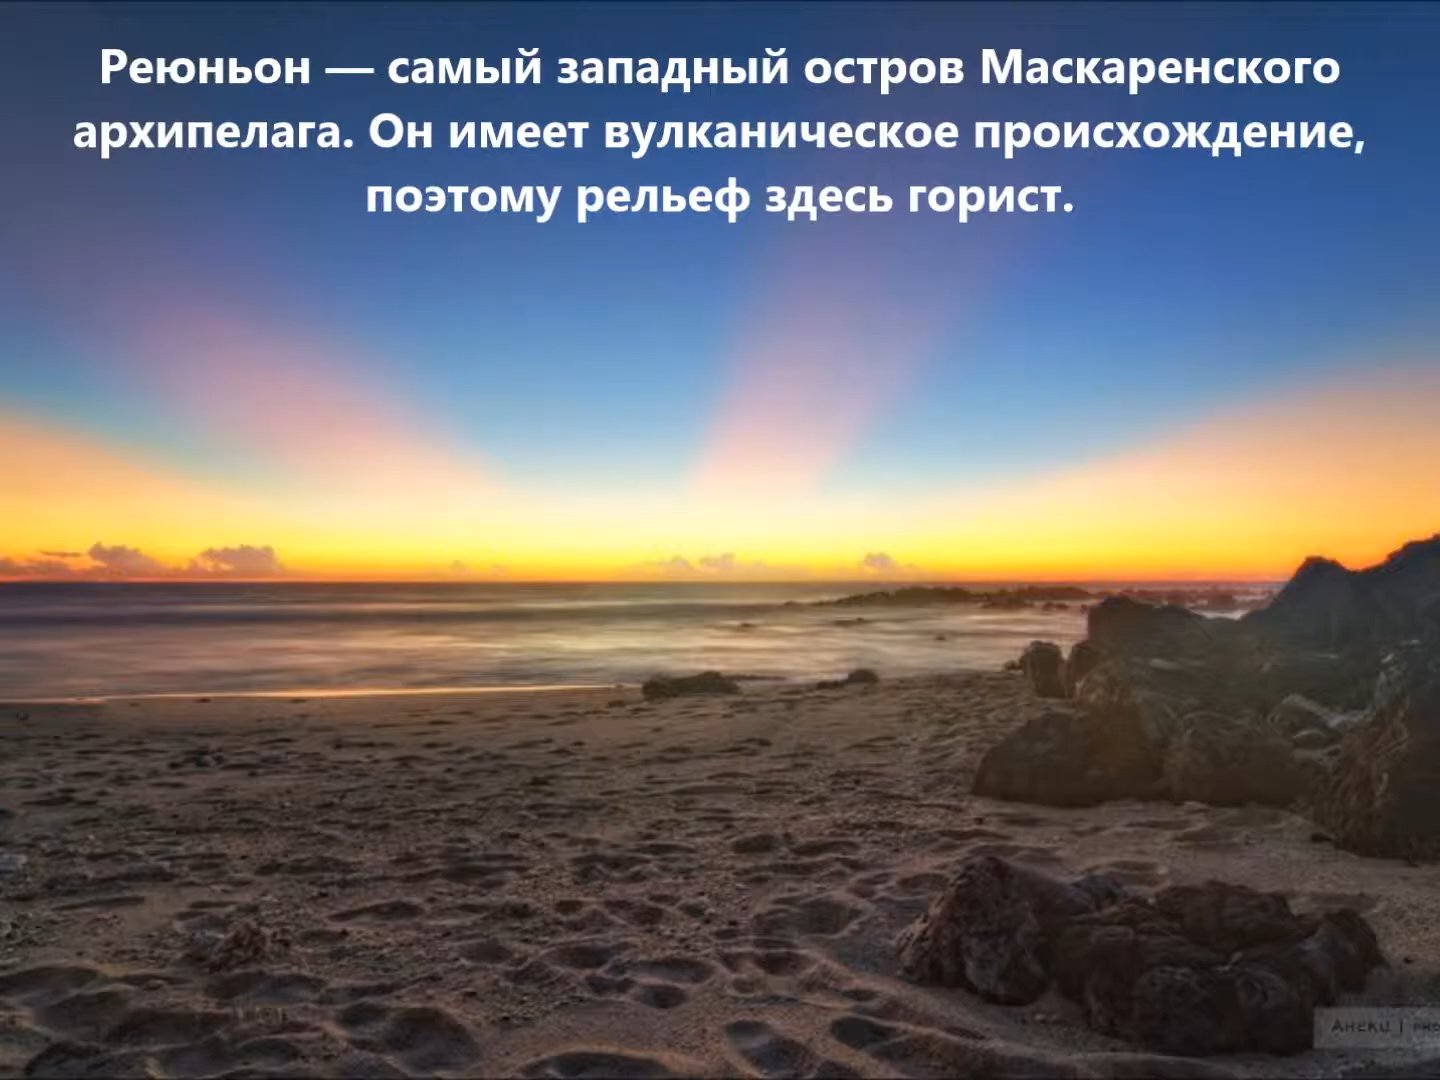 Реюньон — самый западный остров Маскаренского
архипелага. Он имеет вулканическое происхождение,
поэтому рельеф здесь горист.